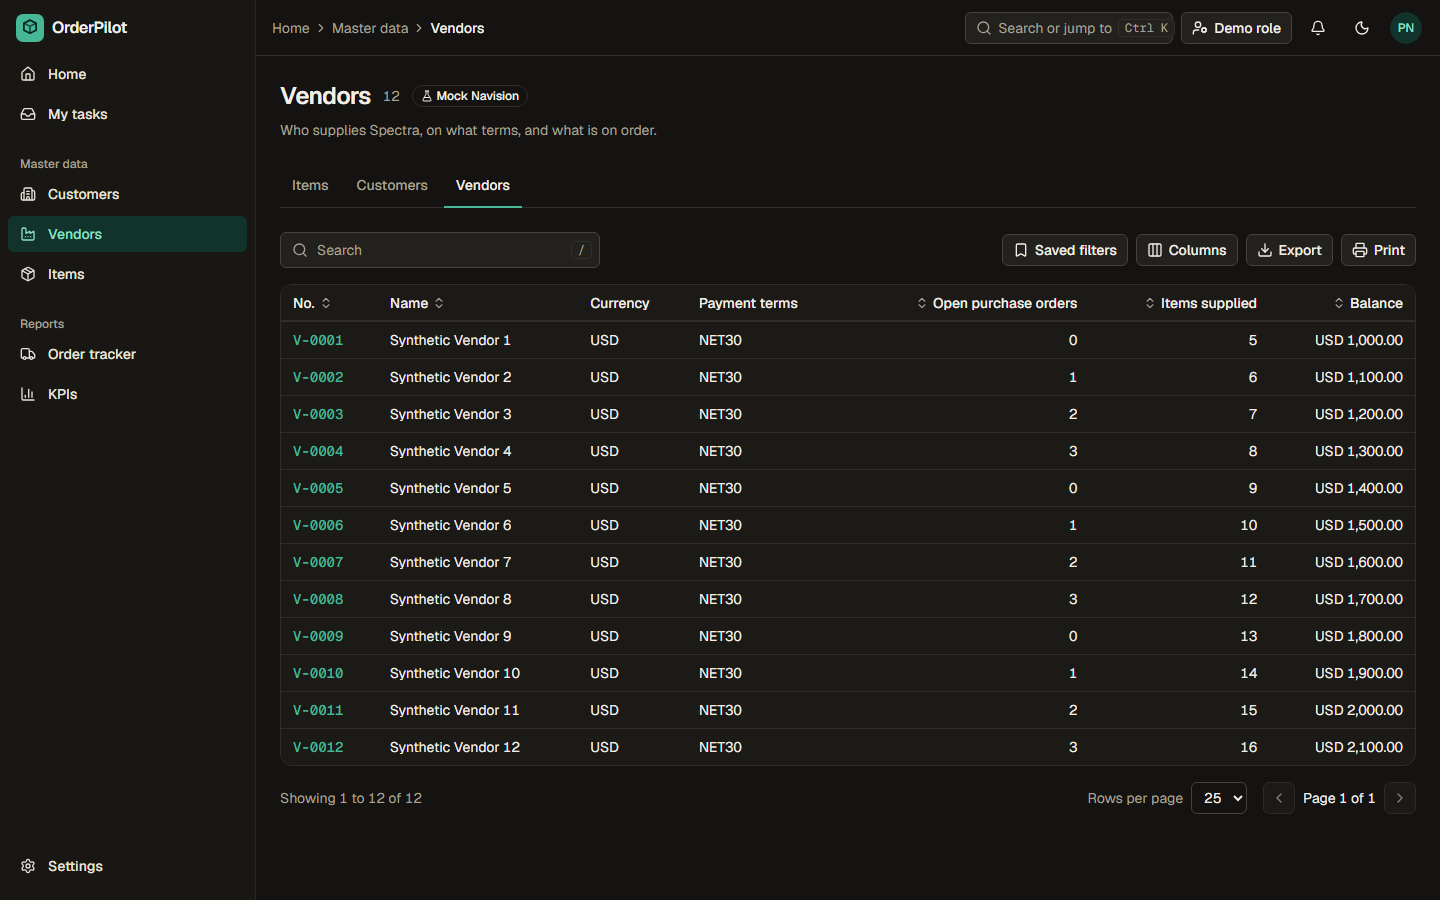 OrderPilot
Home
My tasks
Master data
Customers
Vendors
Items
Reports
Order tracker
KPIs
Settings
Home > Master data > Vendors
Search or jump to Ctrl K
Demo role
PN
Vendors 12 Mock Navision
Who supplies Spectra, on what terms, and what is on order.
Items Customers Vendors
Search /
Saved filters Columns Export Print
No. Name Currency Payment terms Open purchase orders Items supplied Balance
V-0001 Synthetic Vendor 1 USD NET30 0 5 USD 1,000.00
V-0002 Synthetic Vendor 2 USD NET30 1 6 USD 1,100.00
V-0003 Synthetic Vendor 3 USD NET30 2 7 USD 1,200.00
V-0004 Synthetic Vendor 4 USD NET30 3 8 USD 1,300.00
V-0005 Synthetic Vendor 5 USD NET30 0 9 USD 1,400.00
V-0006 Synthetic Vendor 6 USD NET30 1 10 USD 1,500.00
V-0007 Synthetic Vendor 7 USD NET30 2 11 USD 1,600.00
V-0008 Synthetic Vendor 8 USD NET30 3 12 USD 1,700.00
V-0009 Synthetic Vendor 9 USD NET30 0 13 USD 1,800.00
V-0010 Synthetic Vendor 10 USD NET30 1 14 USD 1,900.00
V-0011 Synthetic Vendor 11 USD NET30 2 15 USD 2,000.00
V-0012 Synthetic Vendor 12 USD NET30 3 16 USD 2,100.00
Showing 1 to 12 of 12
Rows per page 25 Page 1 of 1